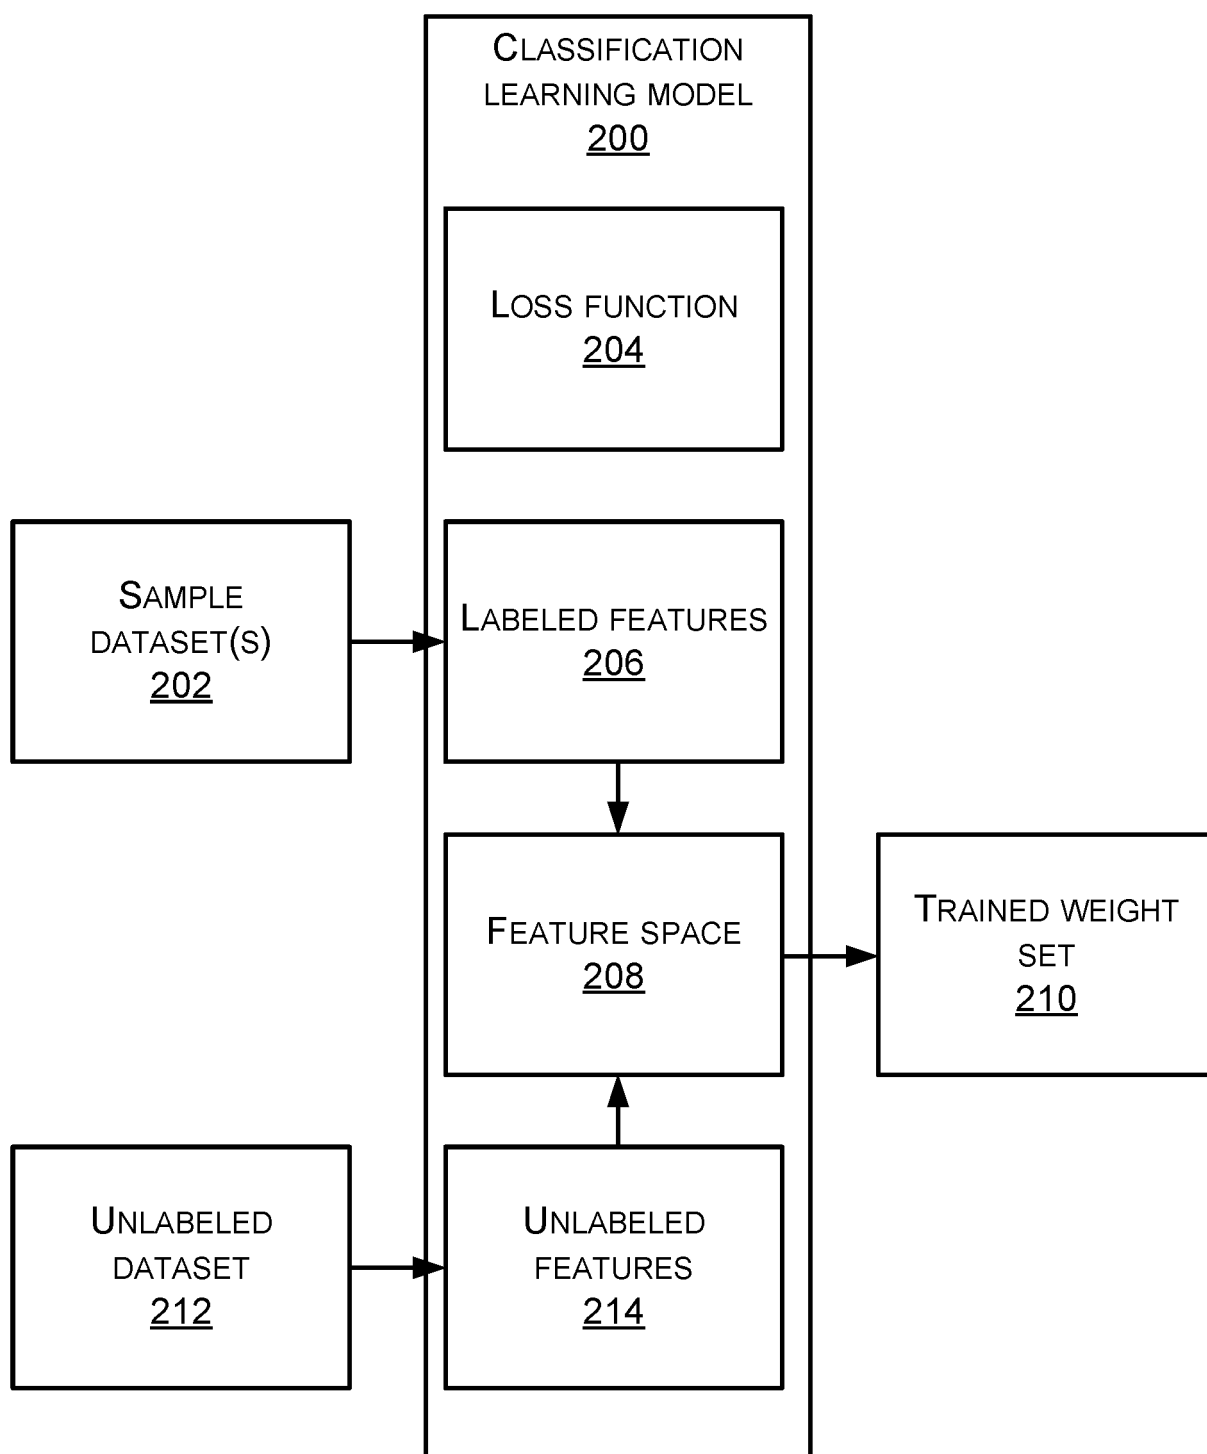 CLASSIFICATION
LEARNING MODEL
200
LOSS FUNCTION
204
SAMPLE
DATASET(S)
202
LABELED FEATURES
206
FEATURE SPACE
208
TRAINED WEIGHT
SET
210
UNLABELED
DATASET
212
UNLABELED
FEATURES
214